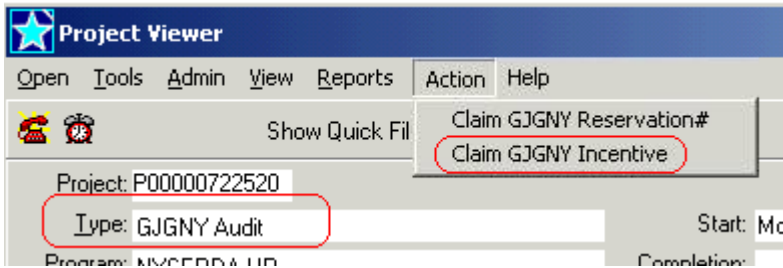 Project Viewer
Open Tools Admin View Reports Action Help
Claim GJGNY Reservation#
Show Quick Fil
Claim GJGNY Incentive
Project: P00000722520
Type: GJGNY Audit Start: Mo
Program: NYSERDA HP Completion: